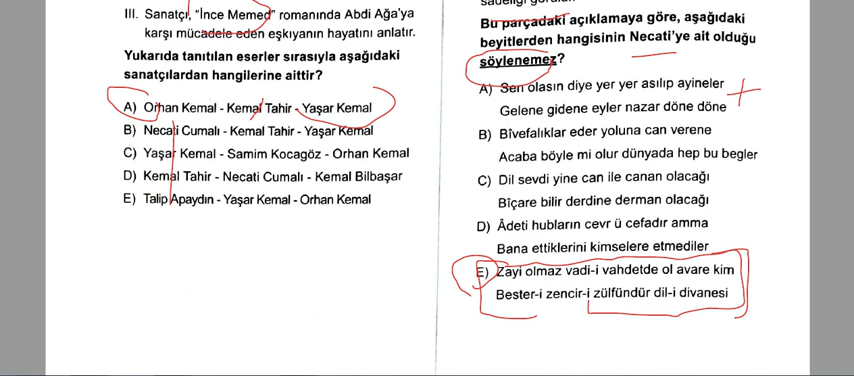 III. Sanatçı, "İnce Memed" romanında Abdi Ağa'ya
karşı mücadele eden eşkıyanın hayatını anlatır.
Yukarıda tanıtılan eserler sırasıyla aşağıdaki
sanatçılardan hangilerine aittir?
A) Orhan Kemal - Kemal Tahir - Yaşar Kemal
B) Necati Cumalı - Kemal Tahir - Yaşar Kemal
C) Yaşar Kemal - Samim Kocagöz - Orhan Kemal
D) Kemal Tahir - Necati Cumalı - Kemal Bilbaşar
E) Talip Apaydın - Yaşar Kemal - Orhan Kemal
Bu parçadaki açıklamaya göre, aşağıdaki
beyitlerden hangisinin Necati'ye ait olduğu
söylenemez?
A) Sen olasın diye yer yer asılıp ayineler
Gelene gidene eyler nazar döne döne
B) Bîvefalıklar eder yoluna can verene
Acaba böyle mi olur dünyada hep bu begler
C) Dil sevdi yine can ile canan olacağı
Bîçare bilir derdine derman olacağı
D) Âdeti hubların cevr ü cefadır amma
Bana ettiklerini kimselere etmediler
E) Zayi olmaz vadi-i vahdetde ol avare kim
Bester-i zencir-i zülfündür dil-i divanesi